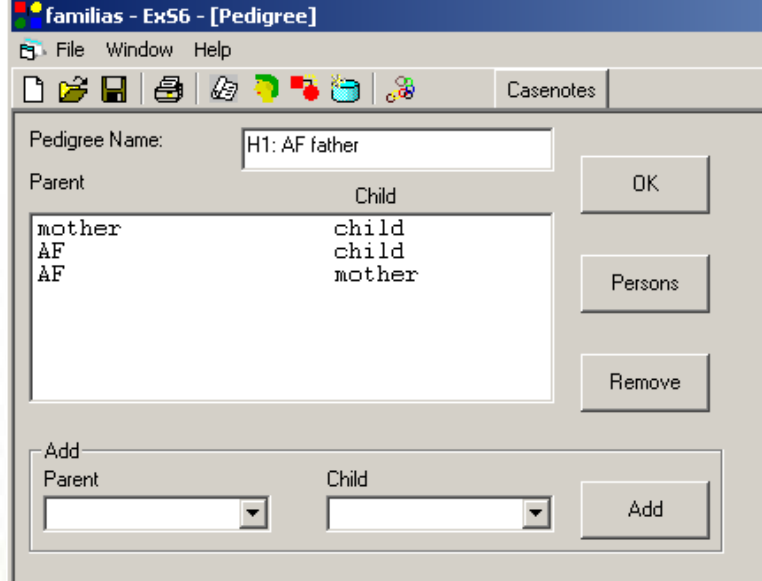 familias - ExS6 - [Pedigree]
File Window Help
Casenotes
Pedigree Name: H1: AF father
Parent Child
OK
mother child
AF child
AF mother
Persons
Remove
Add
Parent Child
Add